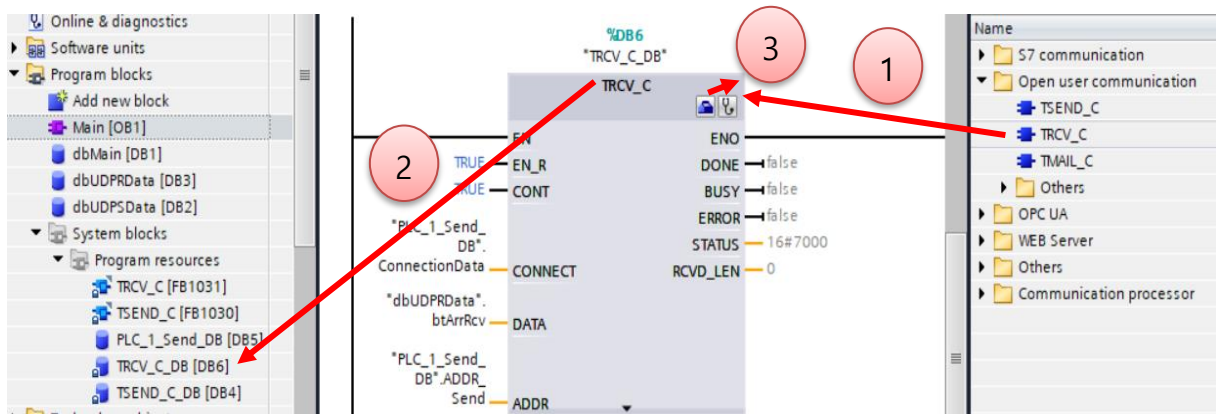 Online & diagnostics
Software units
Program blocks
Add new block
Main [OB1]
dbMain [DB1]
dbUDPRData [DB3]
dbUDPSData [DB2]
System blocks
Program resources
TRCV_C [FB1031]
TSEND_C [FB1030]
PLC_1_Send_DB [DB5]
TRCV_C_DB [DB6]
TSEND_C_DB [DB4]
2
%DB6
"TRCV_C_DB"
TRCV_C
3
1
EN
ENO
TRUE
EN_R
DONE
false
TRUE
CONT
BUSY
false
ERROR
false
"PLC_1_Send_
DB".
ConnectionData
CONNECT
STATUS
16#7000
RCVD_LEN
0
"dbUDPRData".
btArrRcv
DATA
"PLC_1_Send_
DB".ADDR_
Send
ADDR
Name
S7 communication
Open user communication
TSEND_C
TRCV_C
TMAIL_C
Others
OPC UA
WEB Server
Others
Communication processor